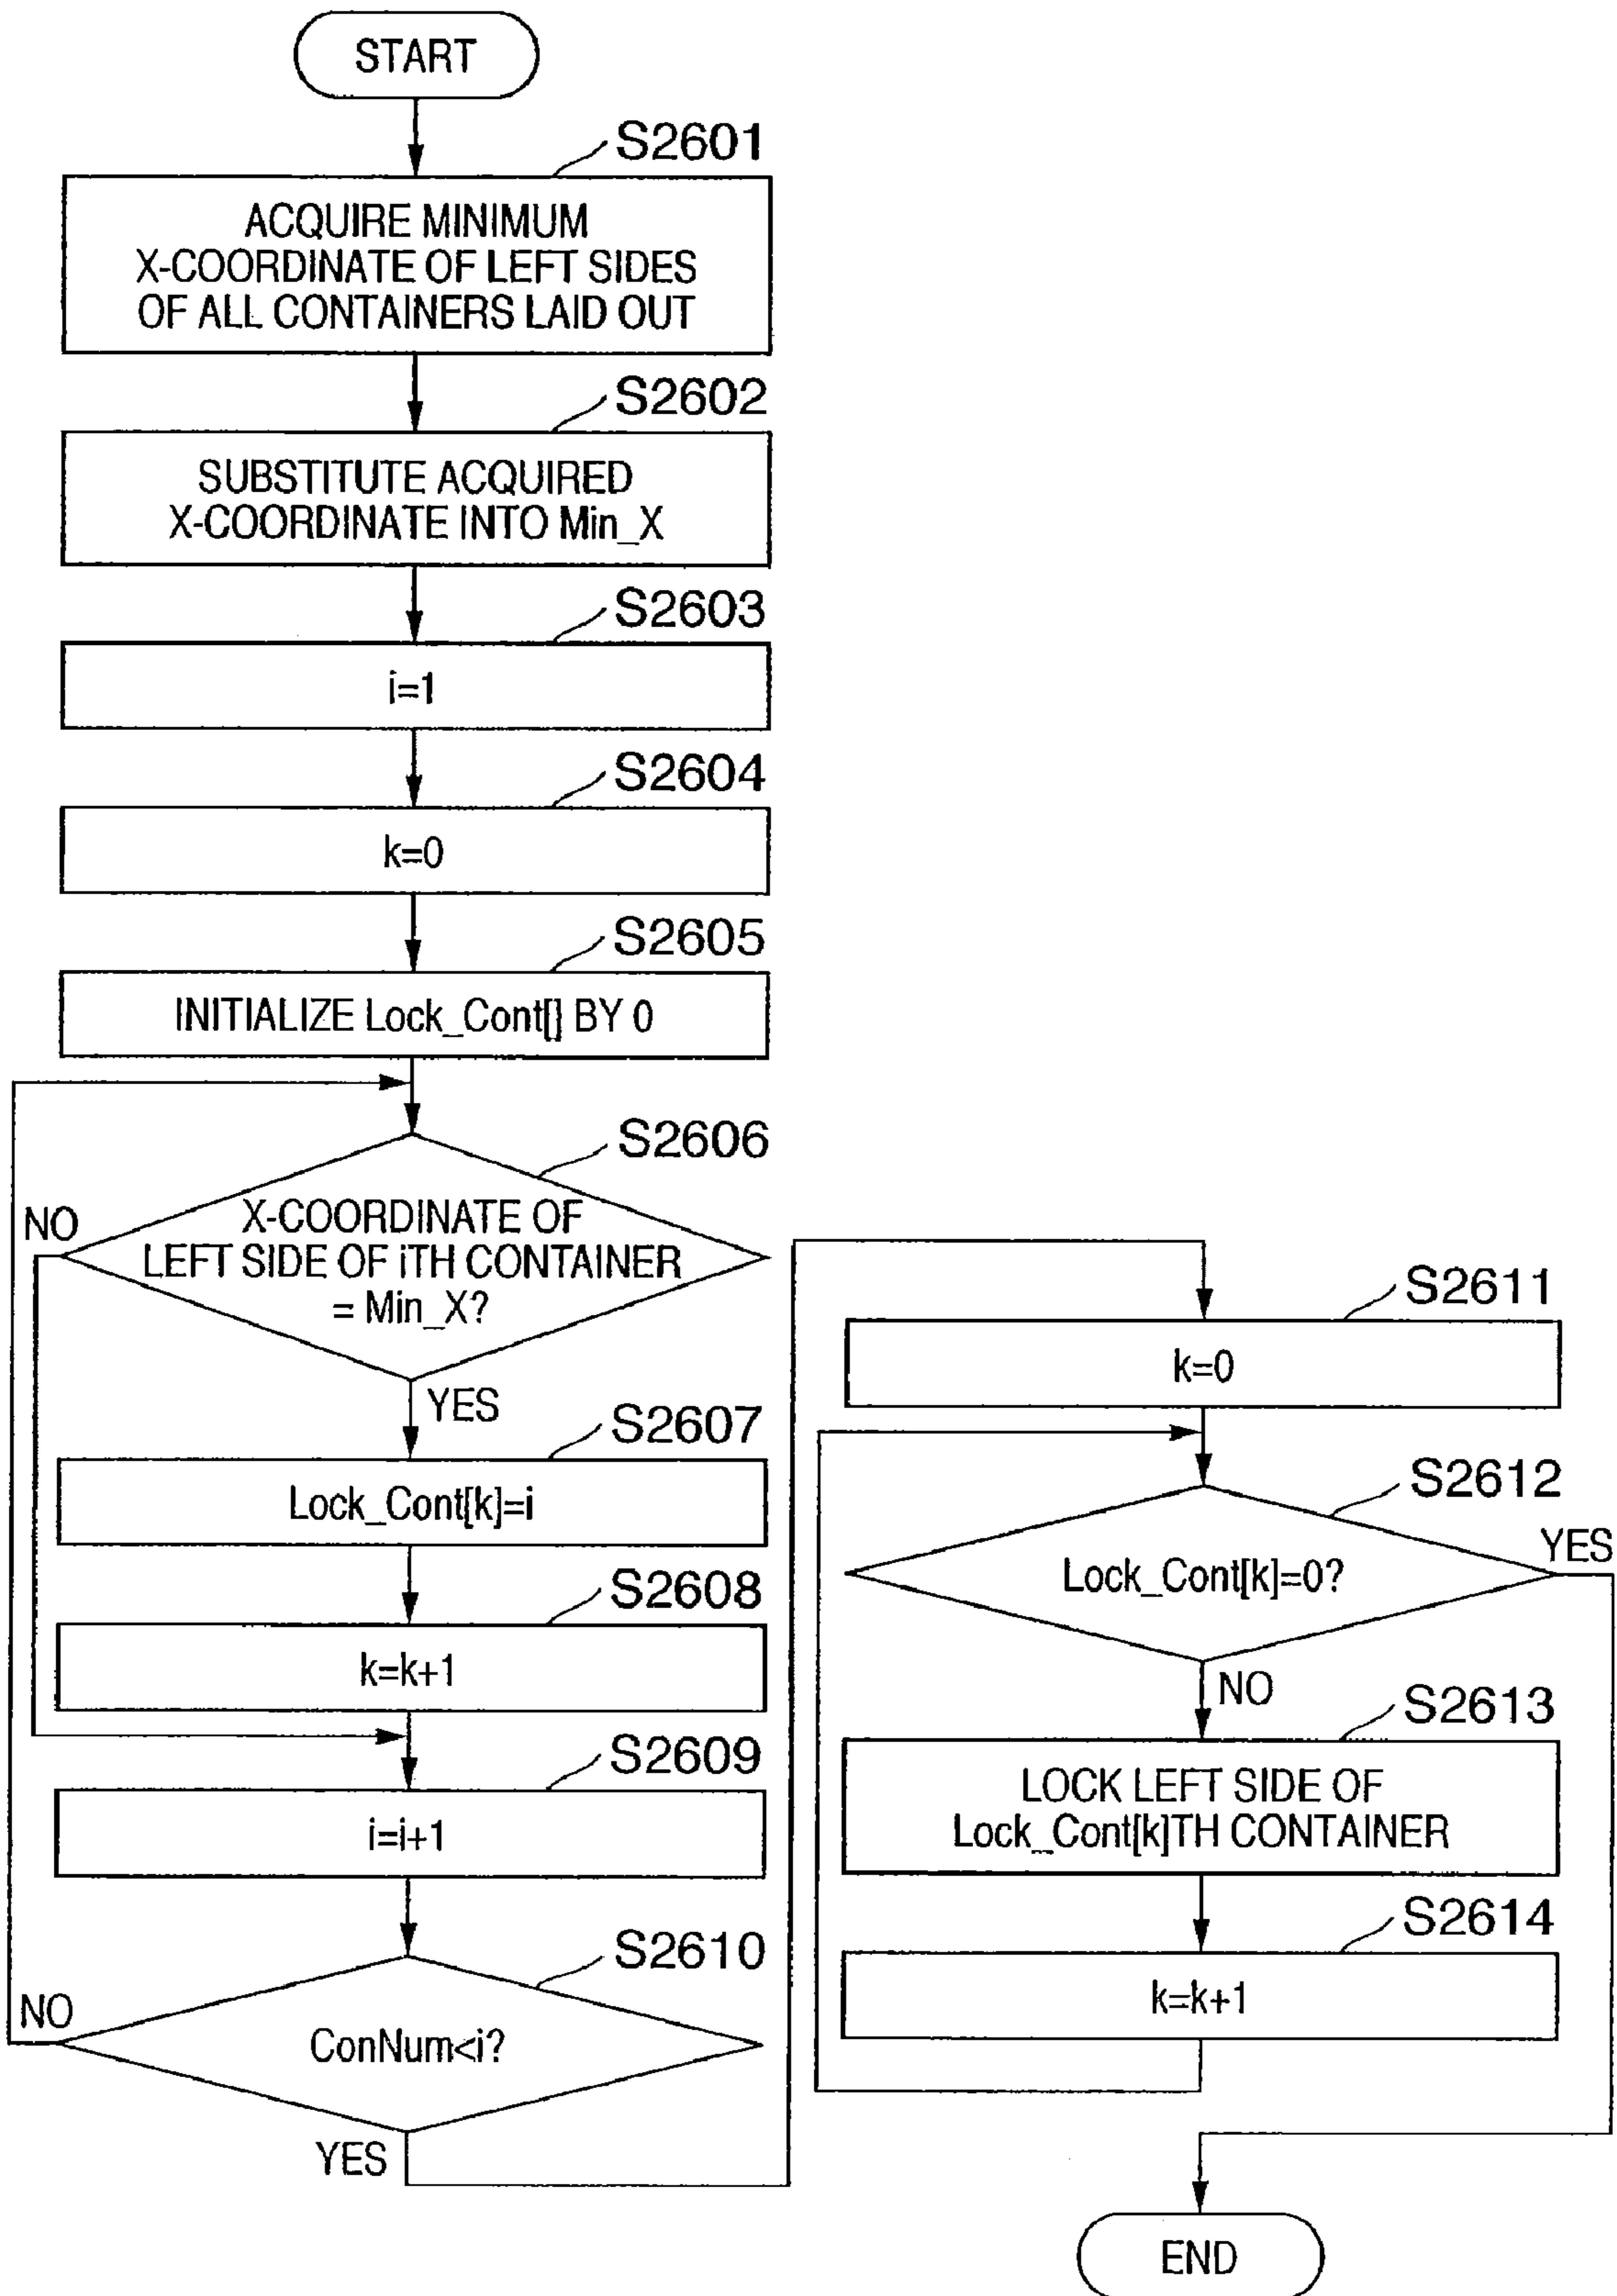 START
S2601
ACQUIRE MINIMUM
X-COORDINATE OF LEFT SIDES
OF ALL CONTAINERS LAID OUT
S2602
SUBSTITUTE ACQUIRED
X-COORDINATE INTO Min_X
S2603
i=1
S2604
k=0
S2605
INITIALIZE Lock_Cont[] BY 0
S2606
NO
X-COORDINATE OF
LEFT SIDE OF iTH CONTAINER
= Min_X?
YES
S2607
Lock_Cont[k]=i
S2608
k=k+1
S2609
i=i+1
S2610
NO
ConNum<i?
YES
S2611
k=0
S2612
YES
Lock_Cont[k]=0?
NO
S2613
LOCK LEFT SIDE OF
Lock_Cont[k]TH CONTAINER
S2614
k=k+1
END